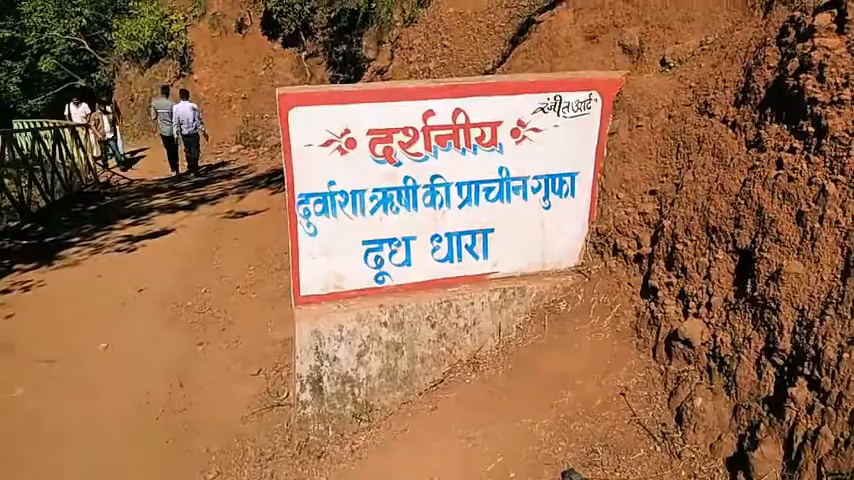 रंजीत आर्ट
दर्शनीय
दुर्वाशा ऋषी की प्राचीन गुफा
दूध धारा